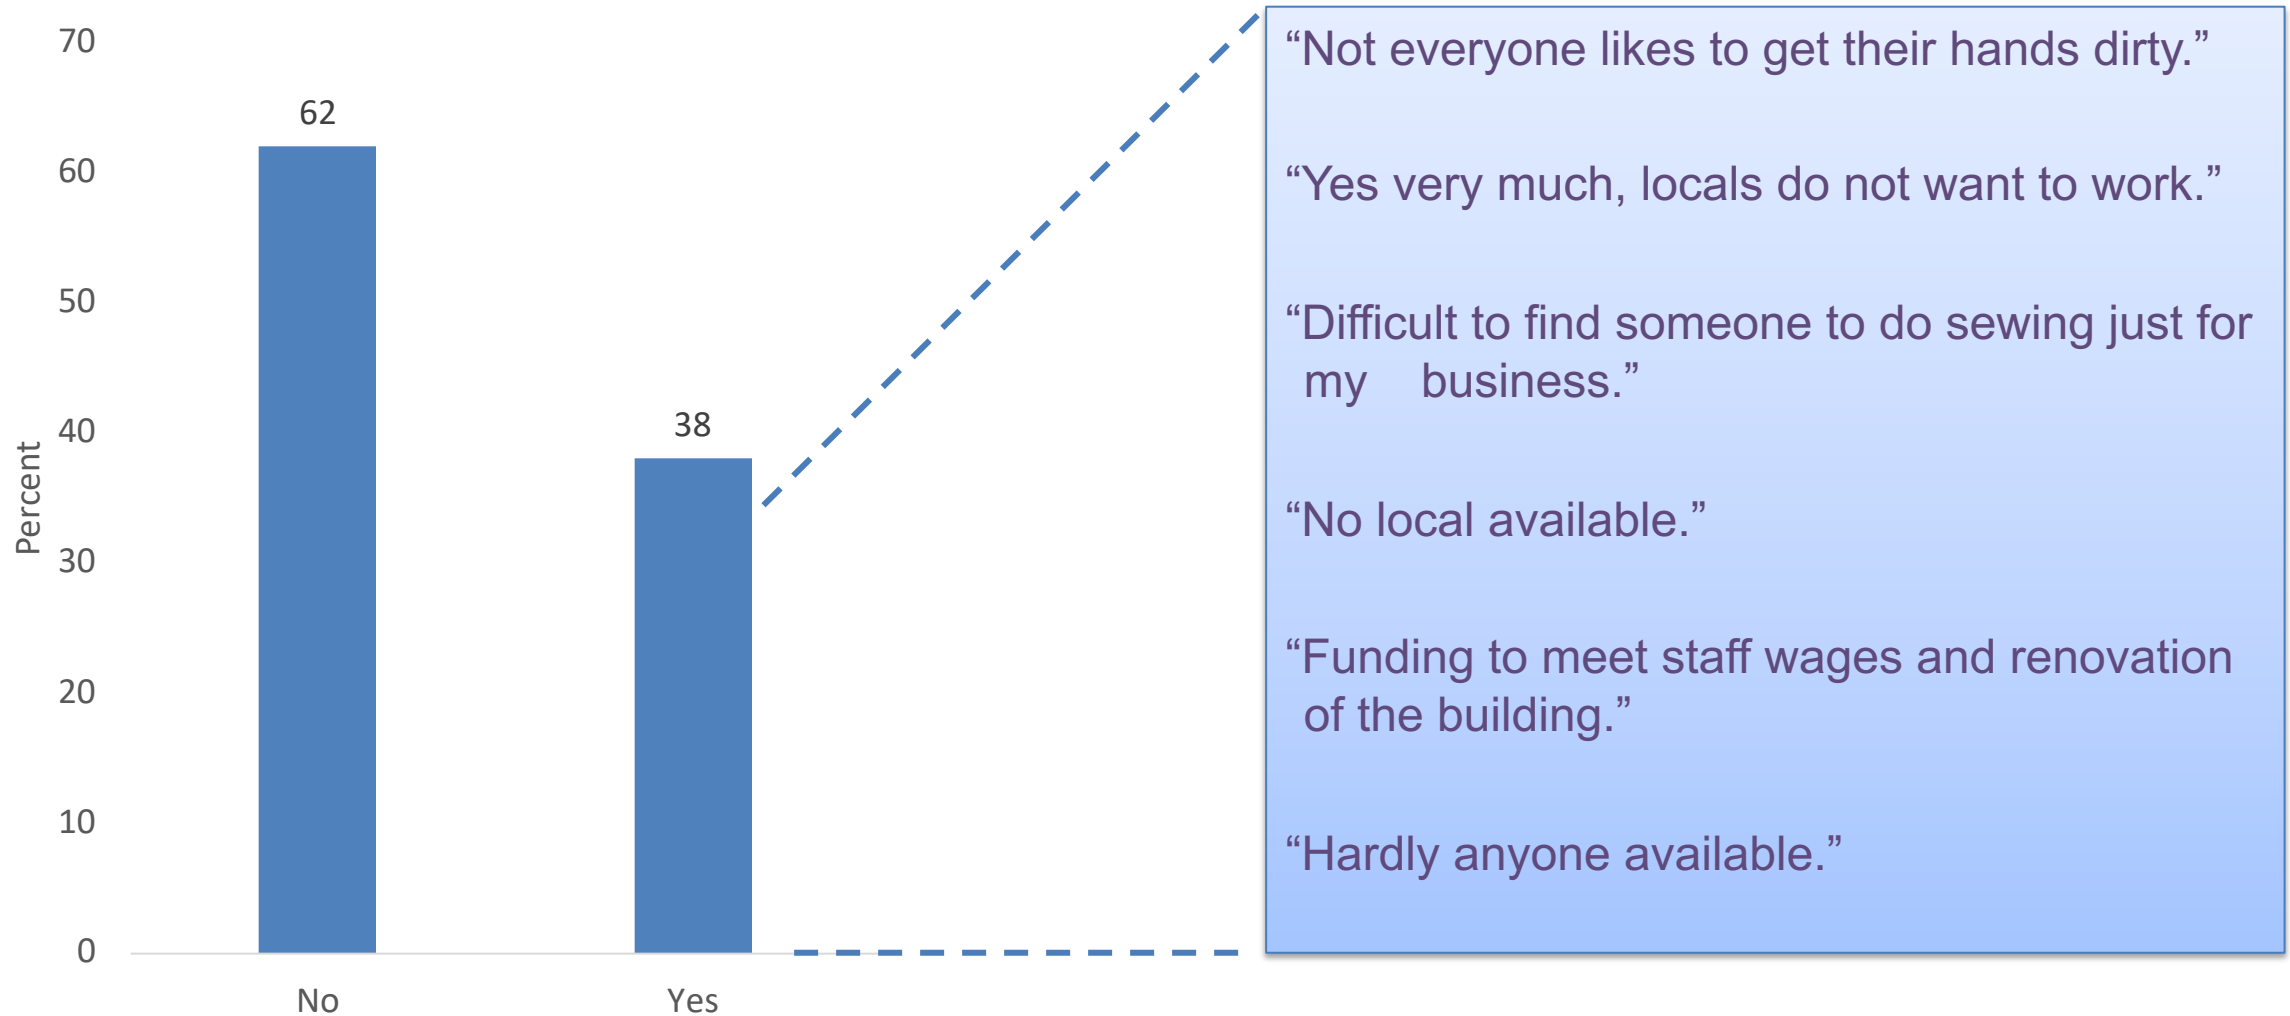 70
60
50
40
30
20
10
0
Percent
62
38
No
Yes
“Not everyone likes to get their hands dirty.”
“Yes very much, locals do not want to work.”
“Difficult to find someone to do sewing just for
my business.”
“No local available.”
“Funding to meet staff wages and renovation
of the building.”
“Hardly anyone available.”